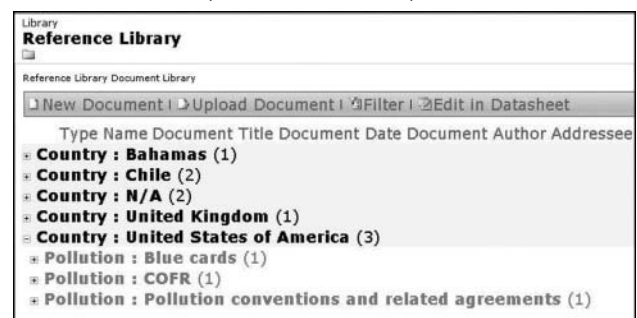 Library
Reference Library
Reference Library Document Library
New Document | Upload Document | Filter | Edit in Datasheet
Type Name Document Title Document Date Document Author Addressee
Country : Bahamas (1)
Country : Chile (2)
Country : N/A (2)
Country : United Kingdom (1)
Country : United States of America (3)
Pollution : Blue cards (1)
Pollution : COFR (1)
Pollution : Pollution conventions and related agreements (1)